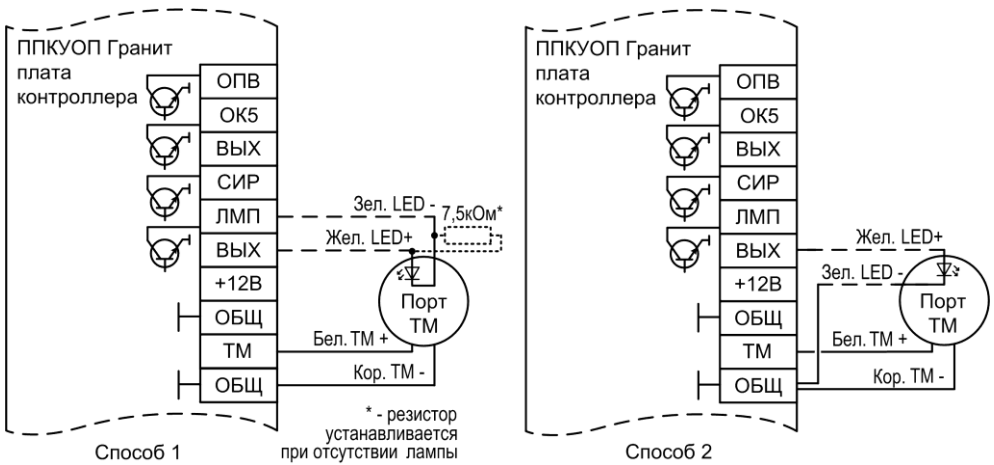 ППКУОП Гранит
плата
контроллера
ОПВ
ОК5
ВЫХ
СИР
ЛМП
ВЫХ
+12В
ОБЩ
ТМ
ОБЩ
Зел. LED -
7,5кОм*
Жел. LED+
Порт
ТМ
Бел. ТМ +
Кор. ТМ -
* - резистор
устанавливается
при отсутствии лампы
Способ 1
ППКУОП Гранит
плата
контроллера
ОПВ
ОК5
ВЫХ
СИР
ЛМП
ВЫХ
+12В
ОБЩ
ТМ
ОБЩ
Жел. LED+
Зел. LED -
Порт
ТМ
Бел. ТМ +
Кор. ТМ -
Способ 2